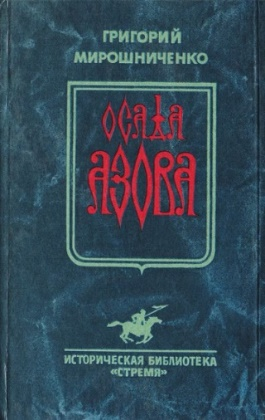 ГРИГОРИЙ
МИРОШНИЧЕНКО
ОСАДА
АЗОВА
ИСТОРИЧЕСКАЯ БИБЛИОТЕКА
«СТРЕМЯ»